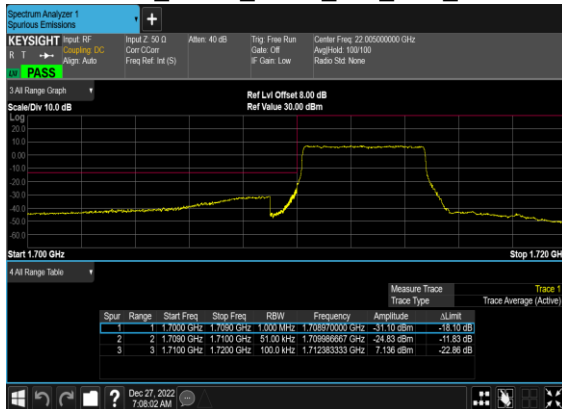 Spectrum Analyzer 1
Spurious Emissions
KEYSIGHT Input: RF Input Z: 50 Ω Atten: 40 dB Trig: Free Run Center Freq: 22.005000000 GHz
R T Coupling: DC Corr CCorr Gate: Off Avg|Hold: 100/100
Align: Auto Freq Ref: Int (S) IF Gain: Low Radio Std: None
PASS
3 All Range Graph Ref Lvl Offset 8.00 dB
Scale/Div 10.0 dB Ref Value 30.00 dBm
Log
20.0
10.0
0.00
-10.0
-20.0
-30.0
-40.0
-50.0
-60.0
Start 1.700 GHz Stop 1.720 GH
4 All Range Table
Measure Trace Trace 1
Trace Type Trace Average (Active)
Spur Range Start Freq Stop Freq RBW Frequency Amplitude ΔLimit
1 1 1.7000 GHz 1.7090 GHz 1.000 MHz 1.708970000 GHz -31.10 dBm -18.10 dB
2 2 1.7090 GHz 1.7100 GHz 51.00 kHz 1.709986667 GHz -24.83 dBm -11.83 dB
3 3 1.7100 GHz 1.7200 GHz 100.0 kHz 1.712383333 GHz 7.136 dBm -22.86 dB
Dec 27, 2022
7:08:02 AM